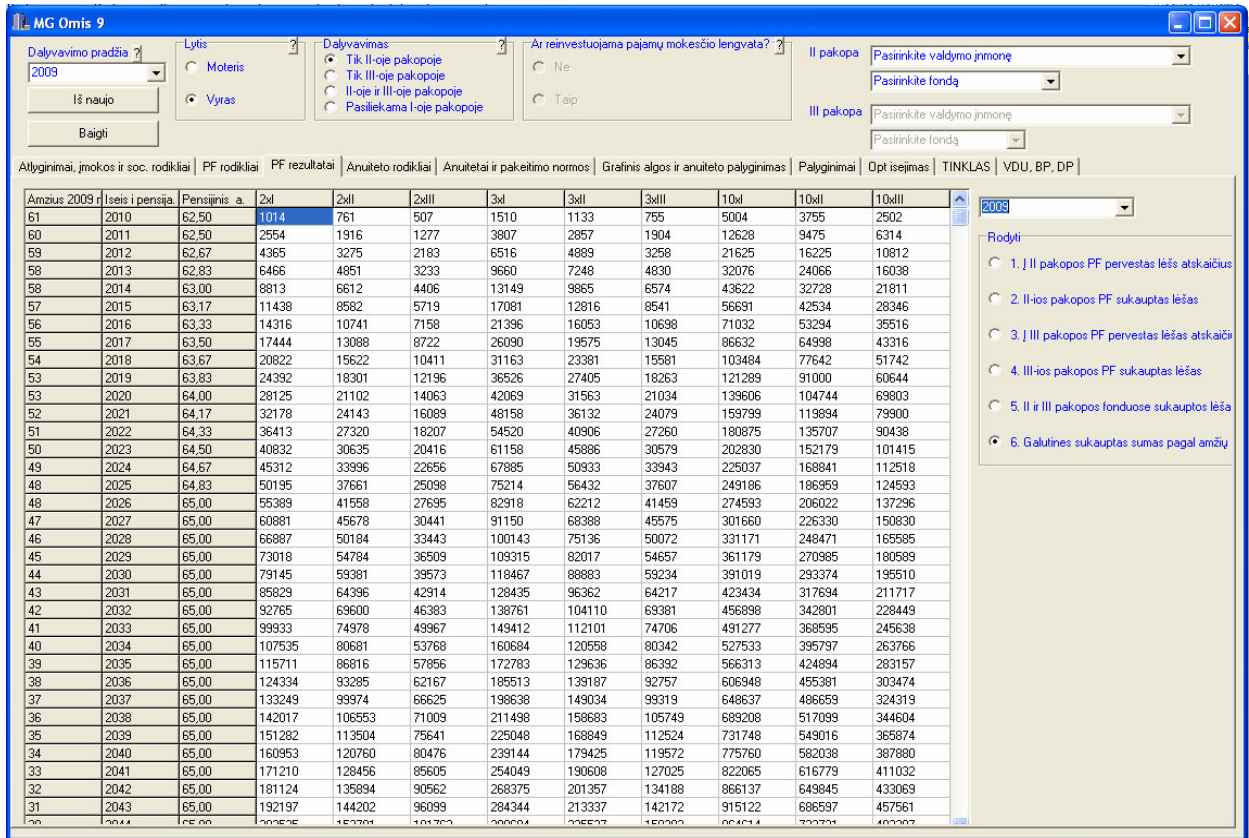 MG Omis 9
Dalyvavimo pradžia ?
2009
Iš naujo
Baigti
Lytis ?
Moteris
Vyras
Dalyvavimas ?
Tik II-oje pakopoje
Tik III-oje pakopoje
II-oje ir III-oje pakopoje
Pasiliekama I-oje pakopoje
Ar reinvestuojama pajamų mokesčio lengvata? ?
Ne
Taip
II pakopa Pasirinkite valdymo įnmonę
Pasirinkite fondą
III pakopa Pasirinkite valdymo įnmonę
Pasirinkite fondą
Atlyginimai, įmokos ir soc. rodikliai PF rodikliai PF rezultatai Anuiteto rodikliai Anuitetai ir pakeitimo normos Grafinis algos ir anuiteto palyginimas Palyginimai Opt isejimas TINKLAS VDU, BP, DP
Amzius 2009 r Iseis i pensija. Pensijinis a. 2xI 2xII 2xIII 3xI 3xII 3xIII 10xI 10xII 10xIII
61 2010 62,50 1014 761 507 1510 1133 755 5004 3755 2502
60 2011 62,50 2554 1916 1277 3807 2857 1904 12628 9475 6314
59 2012 62,67 4365 3275 2183 6516 4889 3258 21625 16225 10812
58 2013 62,83 6466 4851 3233 9660 7248 4830 32076 24066 16038
58 2014 63,00 8813 6612 4406 13149 9865 6574 43622 32728 21811
57 2015 63,17 11438 8582 5719 17081 12816 8541 56691 42534 28346
56 2016 63,33 14316 10741 7158 21396 16053 10698 71032 53294 35516
55 2017 63,50 17444 13088 8722 26090 19575 13045 86632 64998 43316
54 2018 63,67 20822 15622 10411 31163 23381 15581 103484 77642 51742
53 2019 63,83 24392 18301 12196 36526 27405 18263 121289 91000 60644
53 2020 64,00 28125 21102 14063 42069 31563 21034 139606 104744 69803
52 2021 64,17 32178 24143 16089 48158 36132 24079 159799 119894 79900
51 2022 64,33 36413 27320 18207 54520 40906 27260 180875 135707 90438
50 2023 64,50 40832 30635 20416 61158 45886 30579 202830 152179 101415
49 2024 64,67 45312 33996 22656 67885 50933 33943 225037 168841 112518
48 2025 64,83 50195 37661 25098 75214 56432 37607 249186 186959 124593
48 2026 65,00 55389 41558 27695 82918 62212 41459 274593 206022 137296
47 2027 65,00 60881 45678 30441 91150 68388 45575 301660 226330 150830
46 2028 65,00 66887 50184 33443 100143 75136 50072 331171 248471 165585
45 2029 65,00 73018 54784 36509 109315 82017 54657 361179 270985 180589
44 2030 65,00 79145 59381 39573 118467 88883 59234 391019 293374 195510
43 2031 65,00 85829 64396 42914 128435 96362 64217 423434 317694 211717
42 2032 65,00 92765 69600 46383 138761 104110 69381 456898 342801 228449
41 2033 65,00 99933 74978 49967 149412 112101 74706 491277 368595 245638
40 2034 65,00 107535 80681 53768 160684 120558 80342 527533 395797 263766
39 2035 65,00 115711 86816 57856 172783 129636 86392 566313 424894 283157
38 2036 65,00 124334 93285 62167 185513 139187 92757 606948 455381 303474
37 2037 65,00 133249 99974 66625 198638 149034 99319 648637 486659 324319
36 2038 65,00 142017 106553 71009 211498 158683 105749 689208 517099 344604
35 2039 65,00 151282 113504 75641 225048 168849 112524 731748 549016 365874
34 2040 65,00 160953 120760 80476 239144 179425 119572 775760 582038 387880
33 2041 65,00 171210 128456 85605 254049 190608 127025 822065 616779 411032
32 2042 65,00 181124 135894 90562 268375 201357 134188 866137 649845 433069
31 2043 65,00 192197 144202 96099 284344 213337 142172 915122 686597 457561
2009
Rodyti
1. Į II pakopos PF pervestas lėšs atskaičius
2. II-ios pakopos PF sukauptas lėšas
3. Į III pakopos PF pervestas lėšas atskaičiu
4. III-ios pakopos PF sukauptas lėšas
5. II ir III pakopos fonduose sukauptos lėša
6. Galutines sukauptas sumas pagal amžių